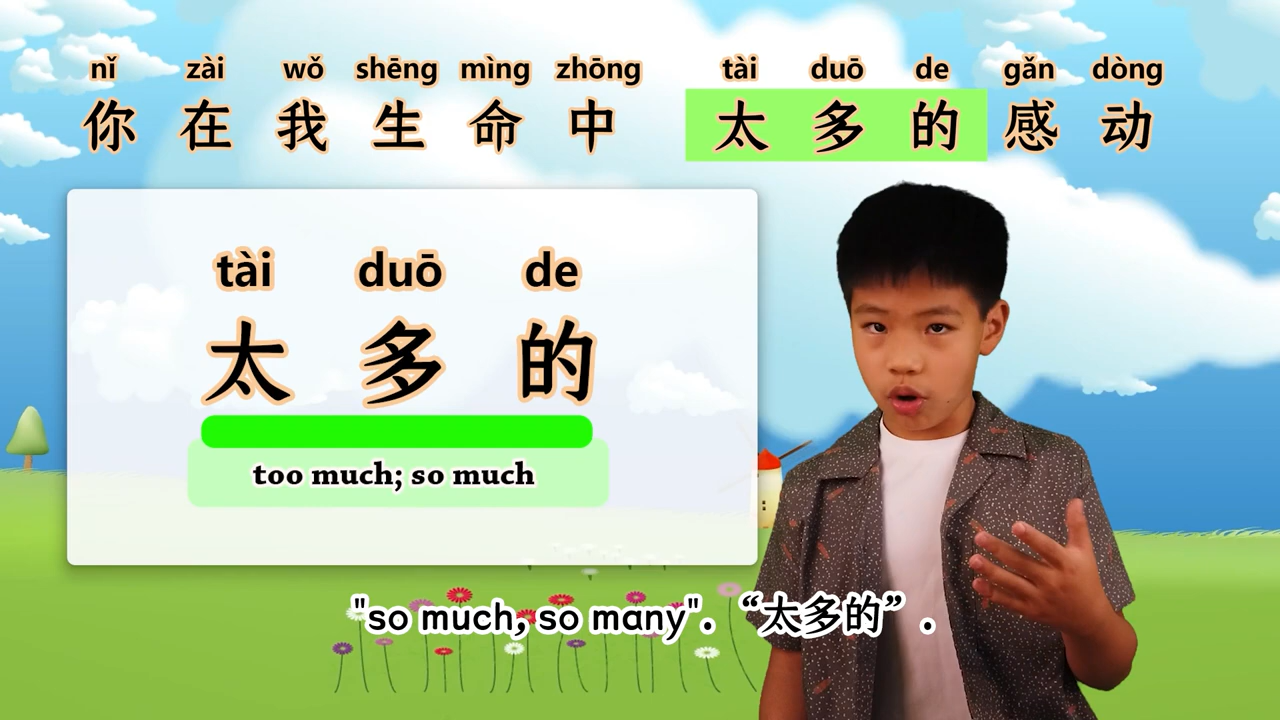 nǐ zài wǒ shēng mìng zhōng tài duō de gǎn dòng
你在我生命中 太多的感动
tài duō de
太多的
too much; so much
"so much, so many". “太多的”.